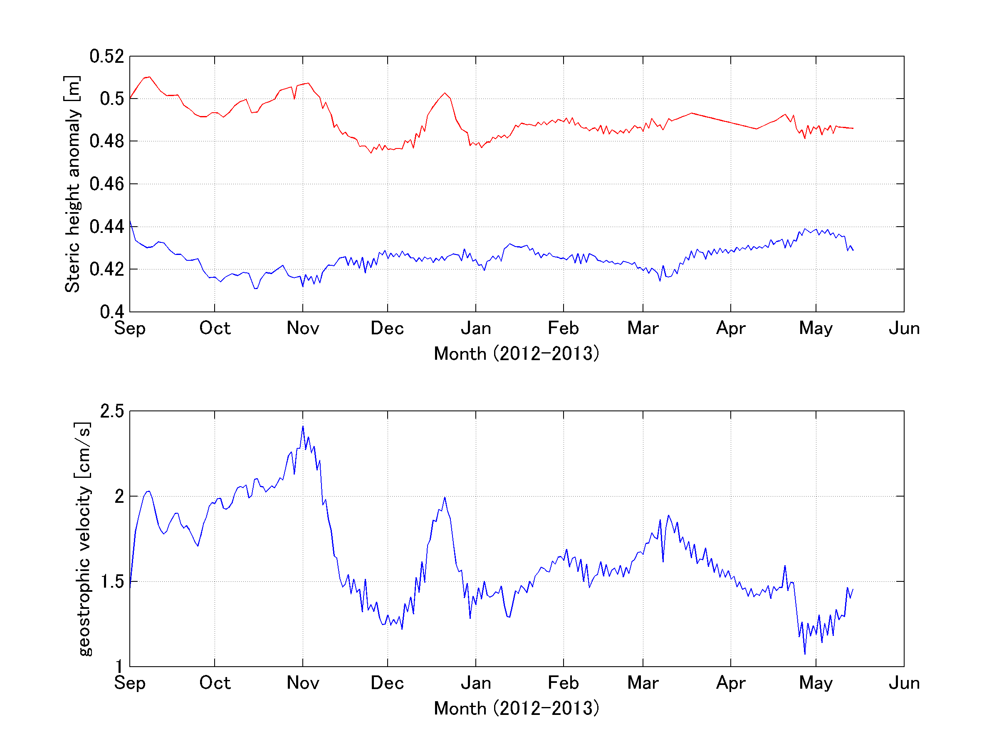 0.52
0.5
0.48
0.46
0.44
0.42
0.4
Steric height anomaly [m]
Sep Oct Nov Dec Jan Feb Mar Apr May Jun
Month (2012-2013)
2.5
2
1.5
1
geostrophic velocity [cm/s]
Sep Oct Nov Dec Jan Feb Mar Apr May Jun
Month (2012-2013)